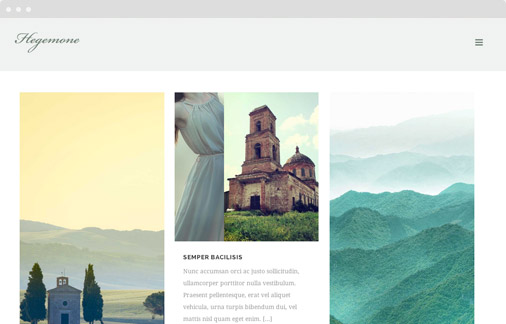 Hegemone
SEMPER BACILISIS
Nunc accumsan orci ac justo sollicitudin,
ullamcorper porttitor nulla vestibulum.
Praesent pellentesque, erat vel aliquet
vehicula, urna turpis bibendum dui, vel
mattis nisl quam eget enim. [...]